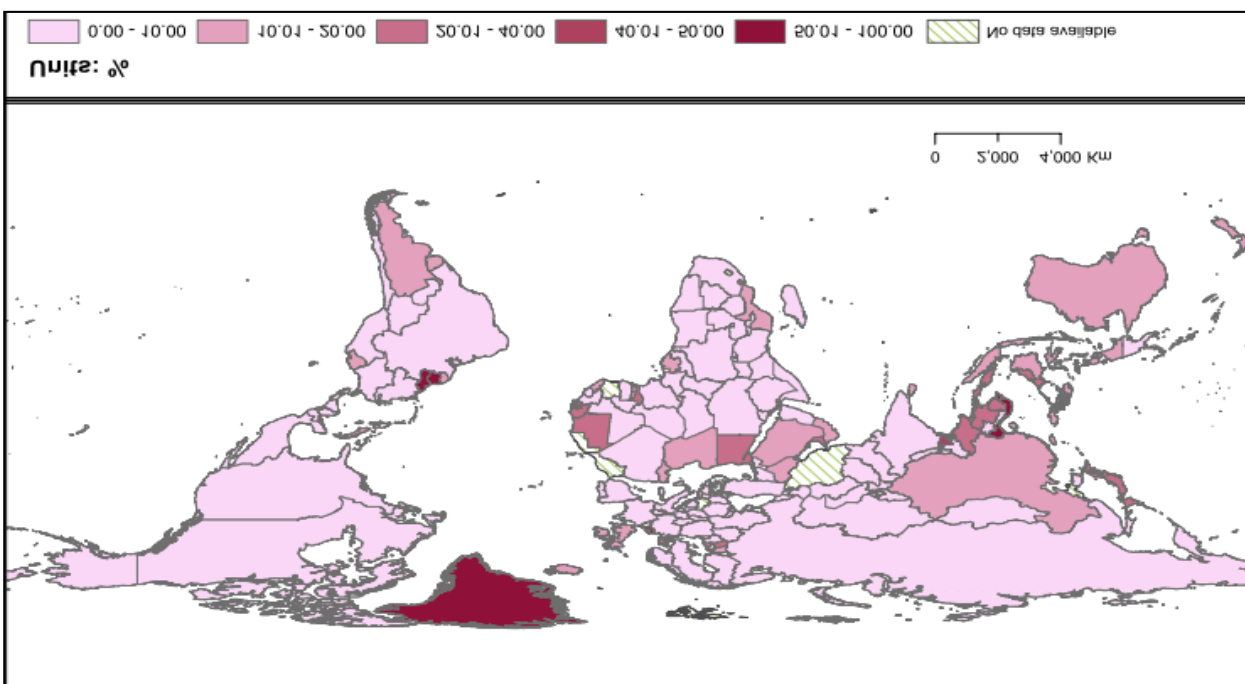 0,00 - 10,00 10,01 - 20,00 20,01 - 40,00 40,01 - 50,00 50,01 - 100,00 No data available
Units: %
0 2,000 4,000 Km